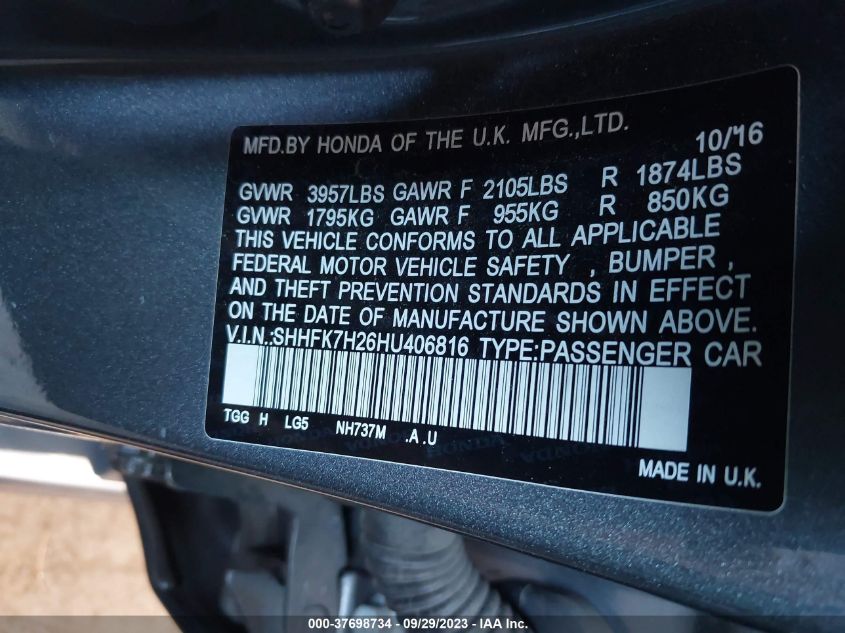 MFD.BY HONDA OF THE U.K. MFG.,LTD. 10/16
GVWR 3957LBS GAWR F 2105LBS R 1874LBS
GVWR 1795KG GAWR F 955KG R 850KG
THIS VEHICLE CONFORMS TO ALL APPLICABLE
FEDERAL MOTOR VEHICLE SAFETY , BUMPER ,
AND THEFT PREVENTION STANDARDS IN EFFECT
ON THE DATE OF MANUFACTURE SHOWN ABOVE.
V.I.N.:SHHFK7H26HU406816 TYPE:PASSENGER CAR
TGG H LG5 NH737M .A .U
HONDA
MADE IN U.K.
000-37698734 - 09/29/2023 - IAA Inc.